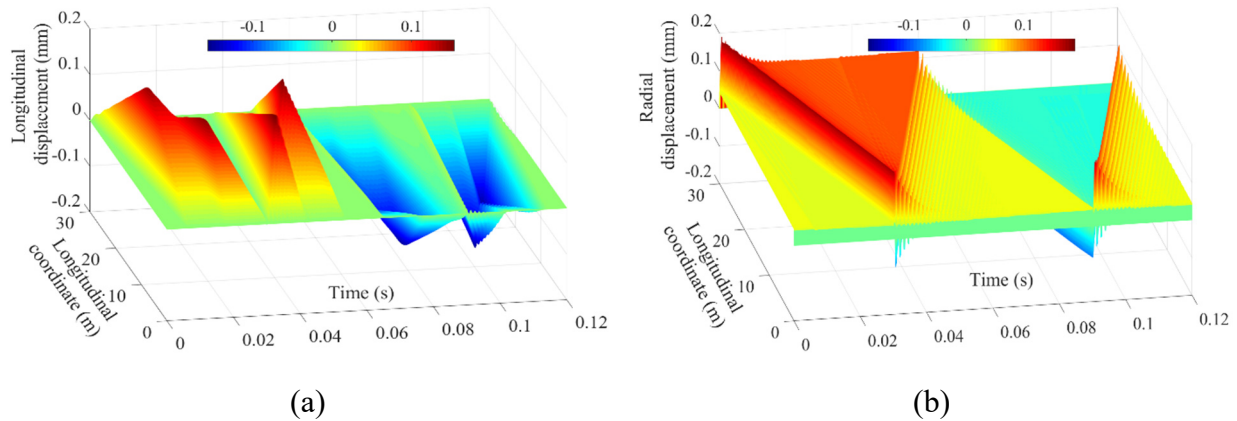 0.2
0.1
0
-0.1
-0.2
Longitudinal
displacement (mm)
-0.1 0 0.1
30
20
10
0
Longitudinal
coordinate (m)
Time (s)
0 0.02 0.04 0.06 0.08 0.1 0.12
(a)
0.2
0.1
0
-0.1
0.2
Radial
displacement (mm)
-0.1 0 0.1
30
20
10
0
Longitudinal
coordinate (m)
Time (s)
0 0.02 0.04 0.06 0.08 0.1 0.12
(b)